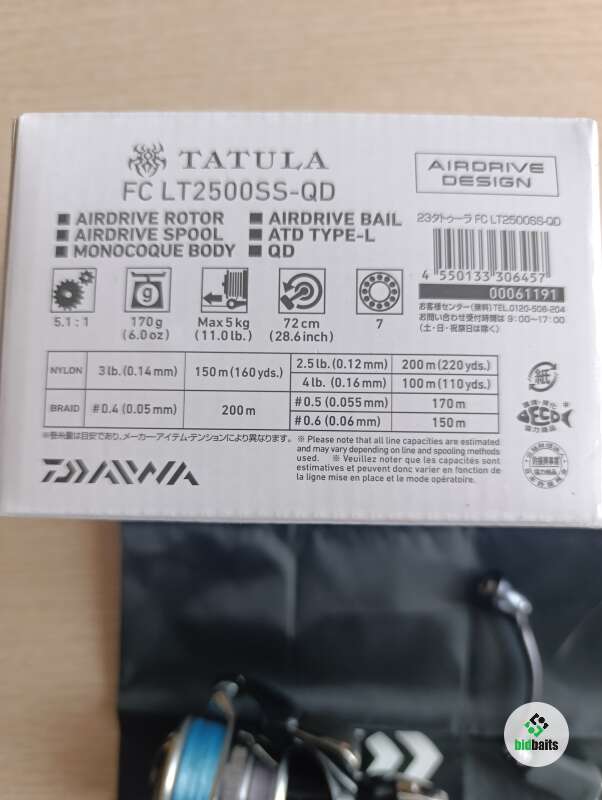 TATULA
FC LT2500SS-QD
AIRDRIVE DESIGN
AIRDRIVE ROTOR
AIRDRIVE BAIL
AIRDRIVE SPOOL
ATD TYPE-L
MONOCOQUE BODY
QD
23タトゥーラ FC LT2500SS-QD
4 550133 306457
00061191
お客様センター(無料)TEL.0120-506-204
お問い合わせ受付時間は 9:00~17:00
(土・日・祝祭日は除く)
g
5.1 : 1
170g
(6.0oz)
Max 5kg
(11.0lb.)
72cm
(28.6inch)
7
NYLON
3 lb. (0.14mm)
150m (160yds.)
2.5lb. (0.12mm)
200m (220yds.)
4 lb. (0.16mm)
100m (110yds.)
BRAID
#0.4 (0.05mm)
200m
#0.5 (0.055mm)
170m
#0.6 (0.06mm)
150m
※巻糸量は目安であり、メーカー・アイテム・テンションにより異なります。
※ Please note that all line capacities are estimated
and may vary depending on line and spooling methods
used. ※ Veuillez noter que les capacités sont
estimatives et peuvent donc varier en fonction de
la ligne mise en place et le mode opératoire.
DAIWA
紙
ECO
bidbaits